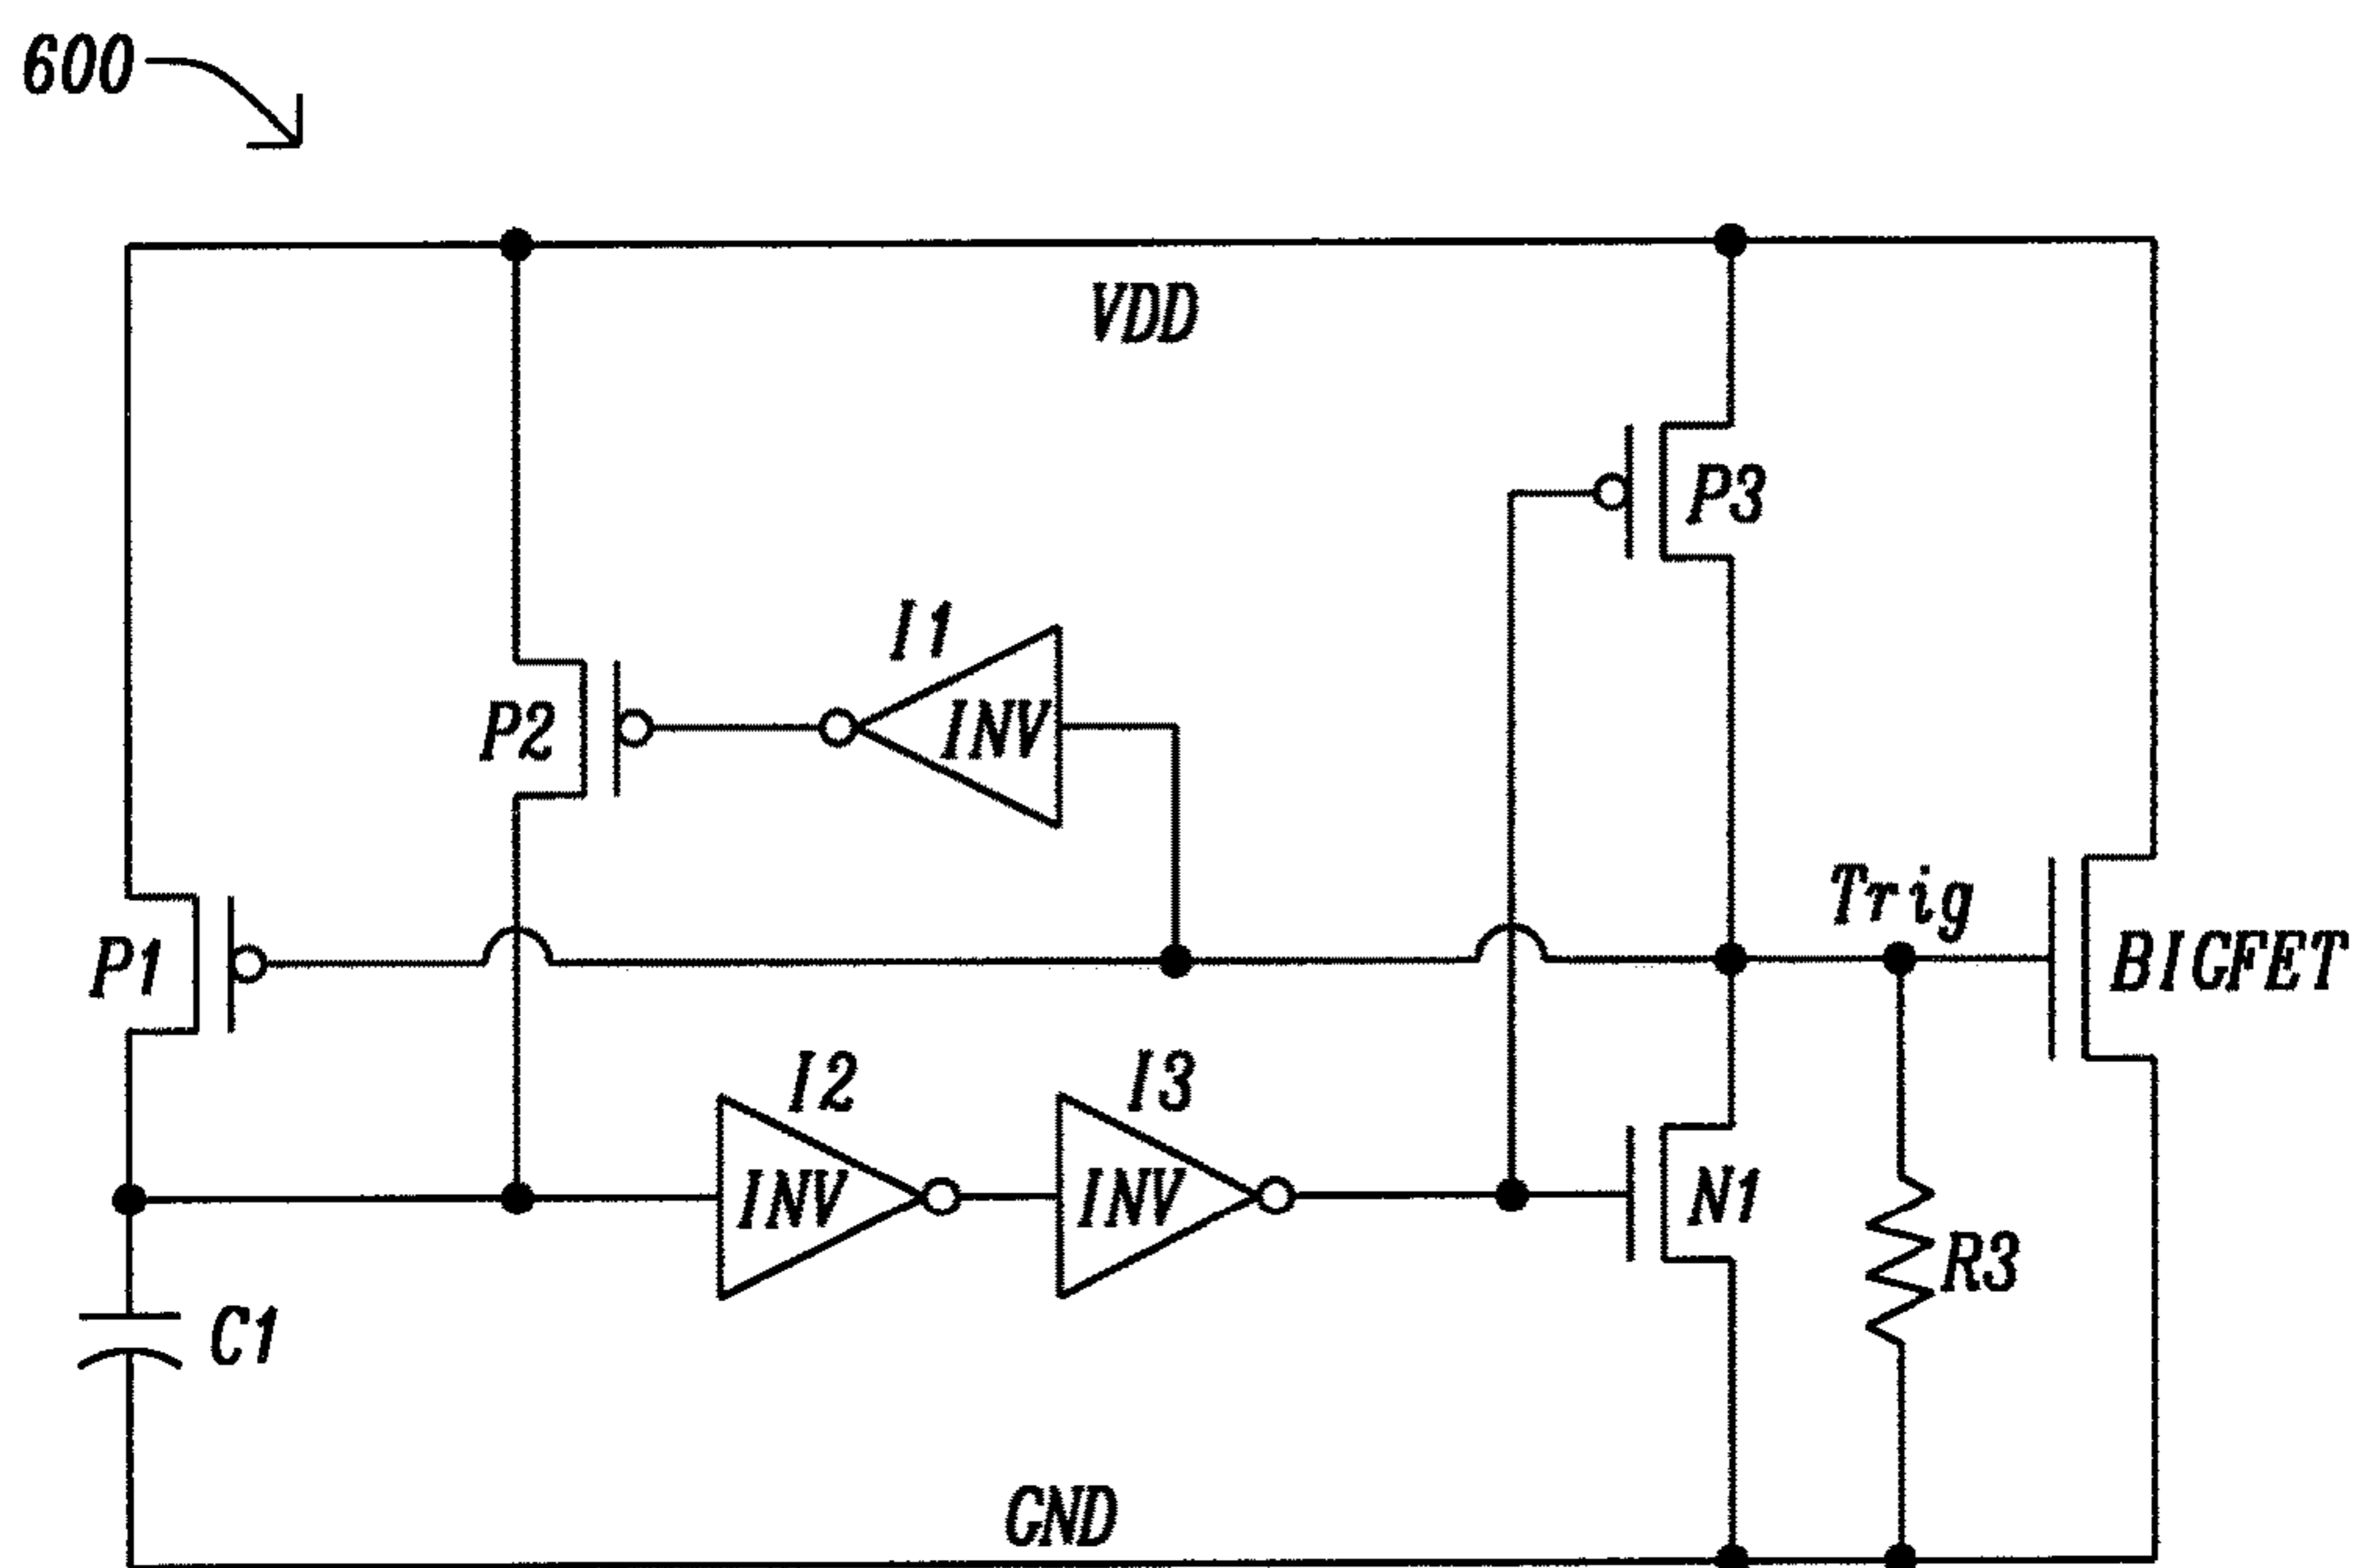 600
VDD
P3
I1
INV
P2
Trig
P1
BIGFET
I2
I3
INV
INV
N1
R3
C1
GND